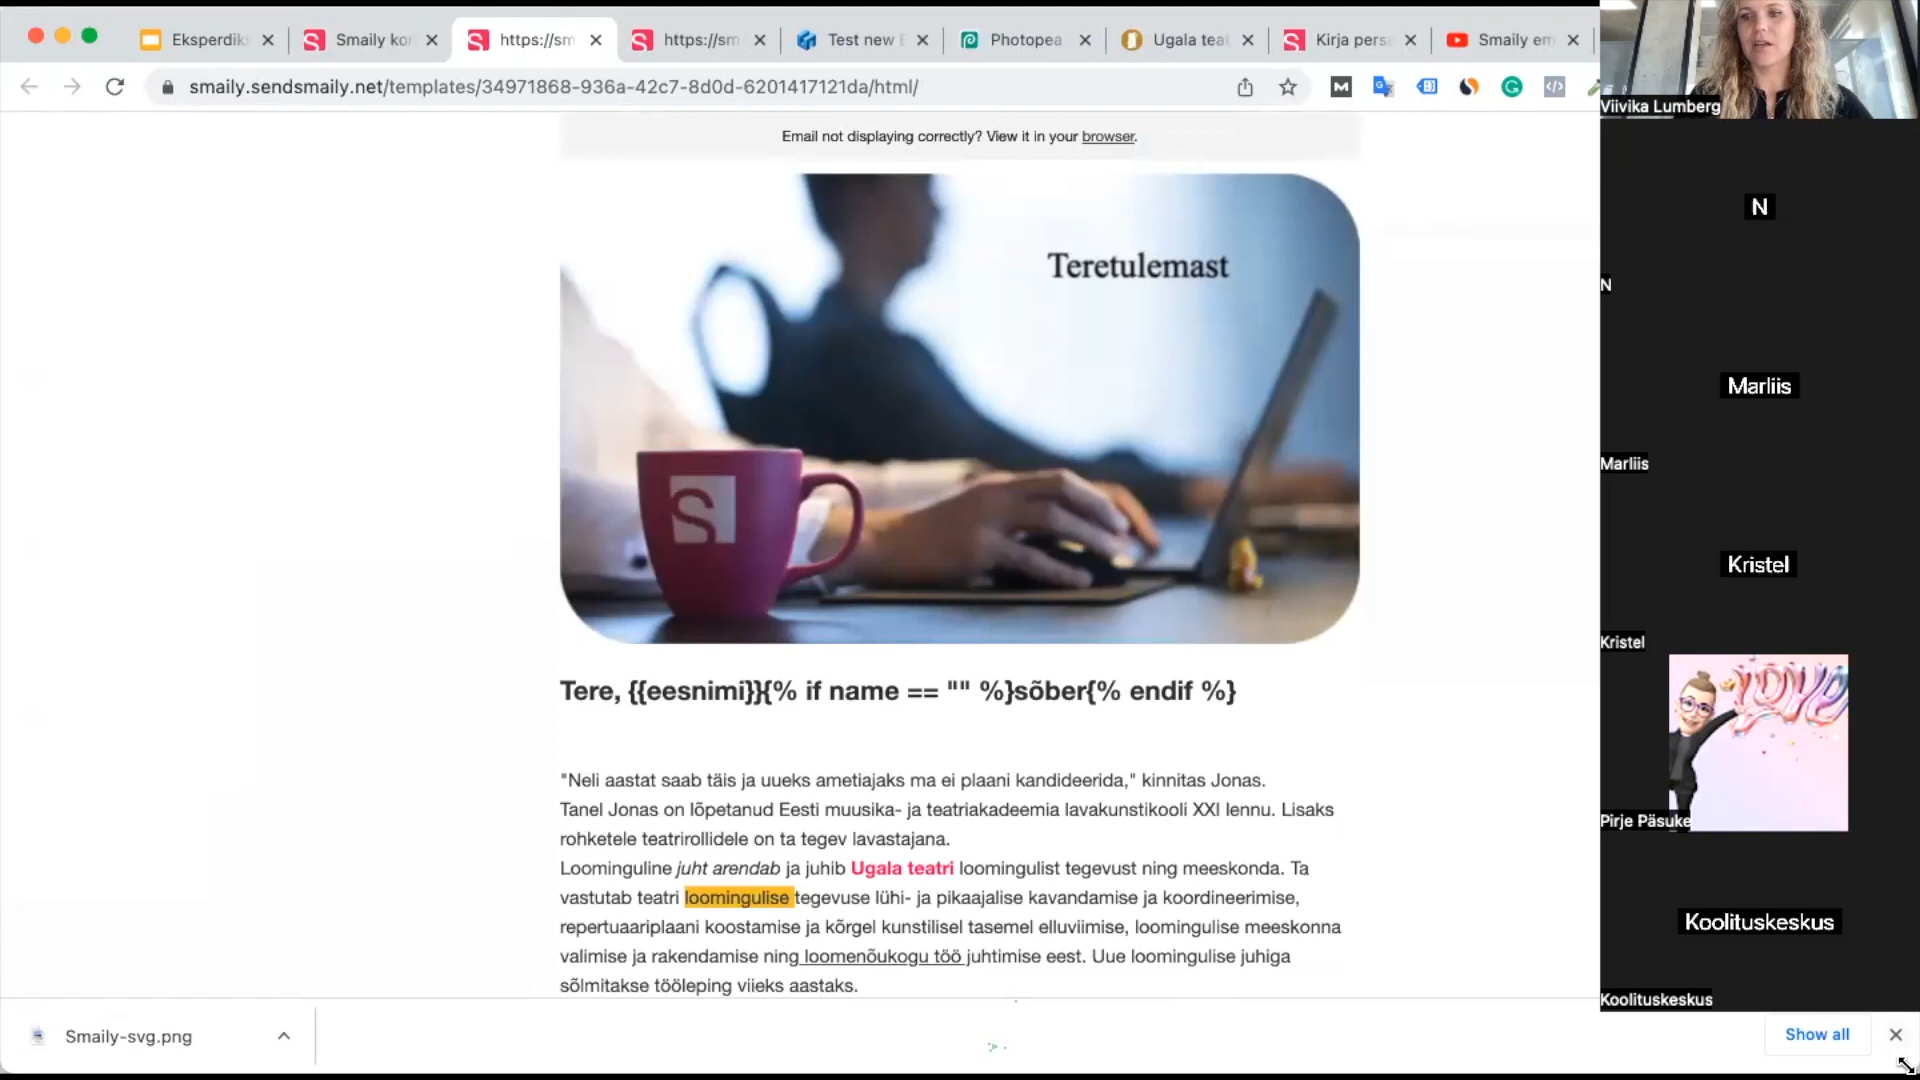 Eksperdik
Smaily kon
https://sm
https://sm
Test new
Photopea
Ugala teat
Kirja perso
Smaily em
smaily.sendsmaily.net/templates/34971868-936a-42c7-8d0d-6201417121da/html/
Viivika Lumberg
Email not displaying correctly? View it in your browser.
Teretulemast
S
N
N
Marliis
Marliis
Kristel
Kristel
Pirje Päsuke
Koolituskeskus
Koolituskeskus
Tere, {{eesnimi}}{% if name == "" %}sõber{% endif %}
"Neli aastat saab täis ja uueks ametiajaks ma ei plaani kandideerida," kinnitas Jonas.
Tanel Jonas on lõpetanud Eesti muusika- ja teatriakadeemia lavakunstikooli XXI lennu. Lisaks
rohketele teatrirollidele on ta tegev lavastajana.
Loominguline juht arendab ja juhib Ugala teatri loomingulist tegevust ning meeskonda. Ta
vastutab teatri loomingulise tegevuse lühi- ja pikaajalise kavandamise ja koordineerimise,
repertuaariplaani koostamise ja kõrgel kunstilisel tasemel elluviimise, loomingulise meeskonna
valimise ja rakendamise ning loomenõukogu töö juhtimise eest. Uue loomingulise juhiga
sõlmitakse tööleping viieks aastaks.
Smaily-svg.png
Show all